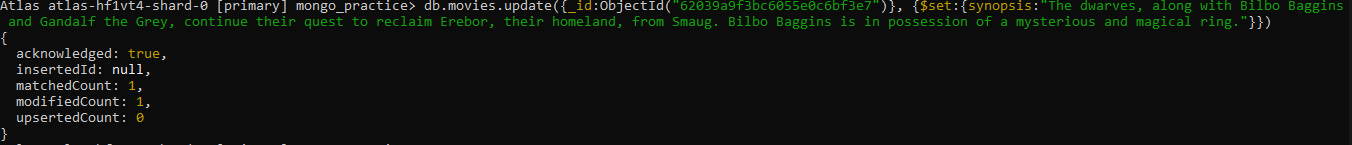 Atlas atlas-hf1vt4-shard-0 [primary] mongo_practice> db.movies.update({_id:ObjectId("62039a9f3bc6055e0c6bf3e7")}, {$set:{synopsis:"The dwarves, along with Bilbo Baggins
and Gandalf the Grey, continue their quest to reclaim Erebor, their homeland, from Smaug. Bilbo Baggins is in possession of a mysterious and magical ring."}})
{
  acknowledged: true,
  insertedId: null,
  matchedCount: 1,
  modifiedCount: 1,
  upsertedCount: 0
}